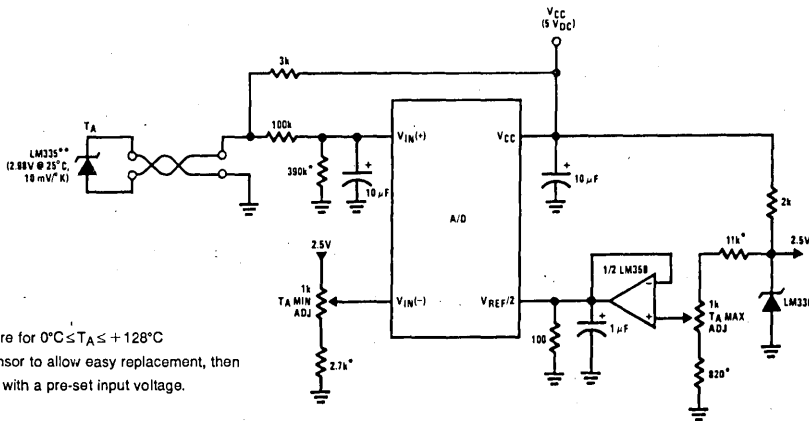 VCC
(5 VDC)
3k
TA
LM335**
(2.98V @ 25°C,
10 mV/°K)
100k
390k*
10 μF
VIN(+)
VCC
A/D
VIN(−)
VREF/2
10 μF
2k
11k*
2.5V
1/2 LM358
2.5V
1k
TA MIN
ADJ
2.7k*
100
1 μF
1k
TA MAX
ADJ
820*
LM33
re for 0°C≤TA≤+128°C
nsor to allow easy replacement, then
with a pre-set input voltage.